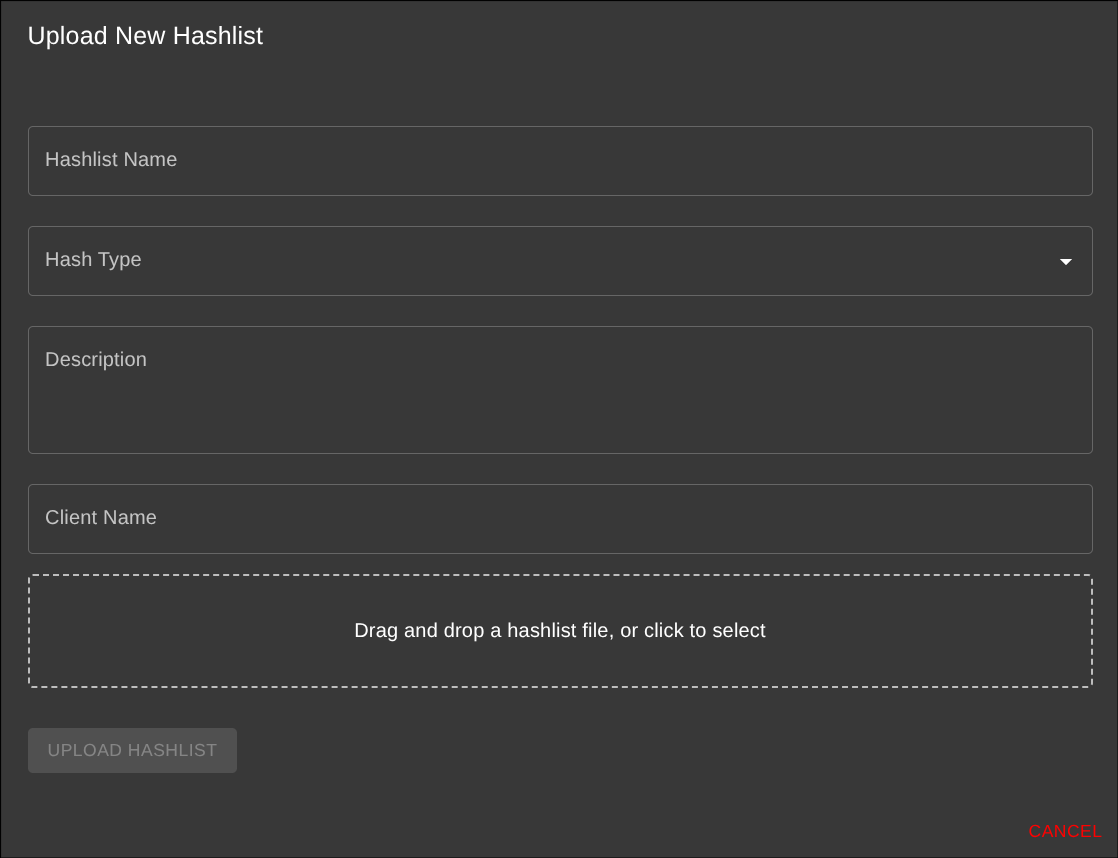 Upload New Hashlist
Hashlist Name
Hash Type
Description
Client Name
Drag and drop a hashlist file, or click to select
UPLOAD HASHLIST
CANCEL